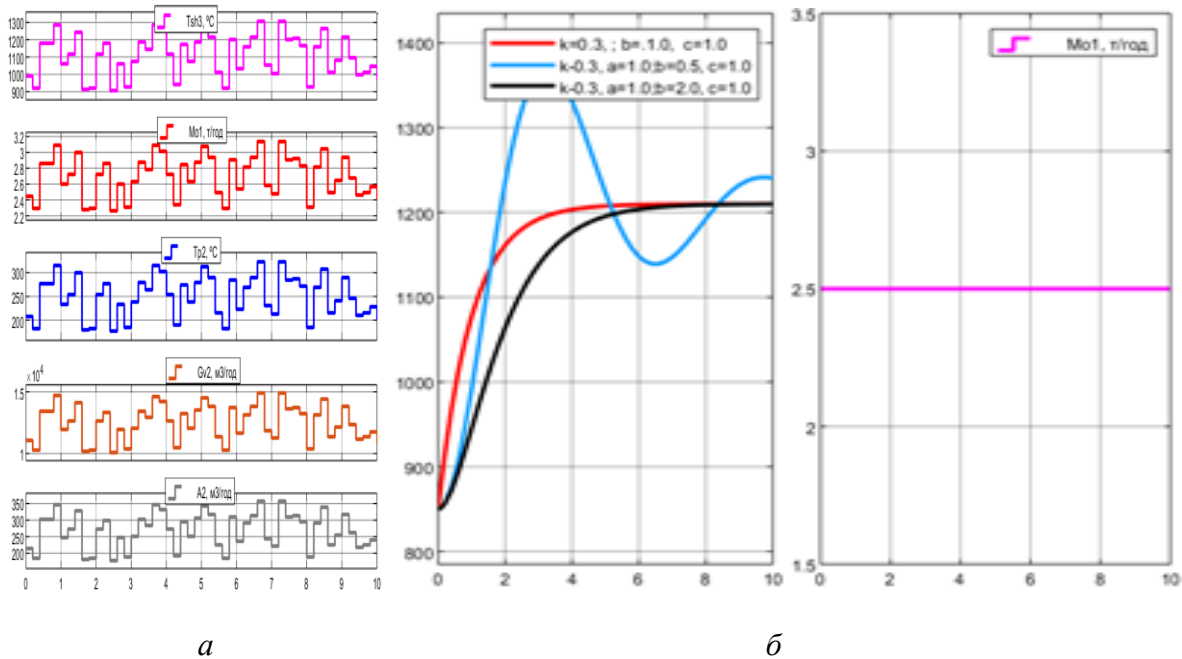 Tsh3, ºC
1300
1200
1100
1000
900
Mo1, т/год
3.2
3
2.8
2.6
2.4
2.2
Tp2, ºC
300
250
200
Gv2, м3/год
×10⁴
1.5
1
A2, м3/год
350
300
250
200
0 1 2 3 4 5 6 7 8 9 10
а
k=0.3, ; b=.1.0, c=1.0
k-0.3, a=1.0;b=0.5, c=1.0
k-0.3, a=1.0;b=2.0, c=1.0
1400
1300
1200
1100
1000
900
800
0 2 4 6 8 10
Mo1, т/год
3.5
3
2.5
2
1.5
0 2 4 6 8 10
б